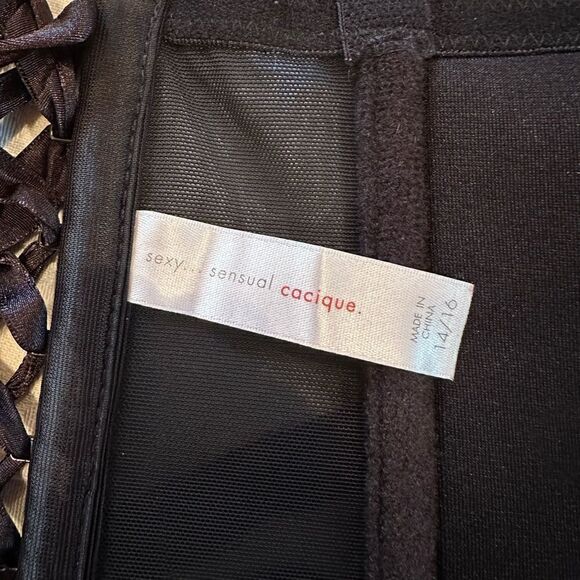 sexy... sensual cacique.
MADE IN
CHINA
14/16